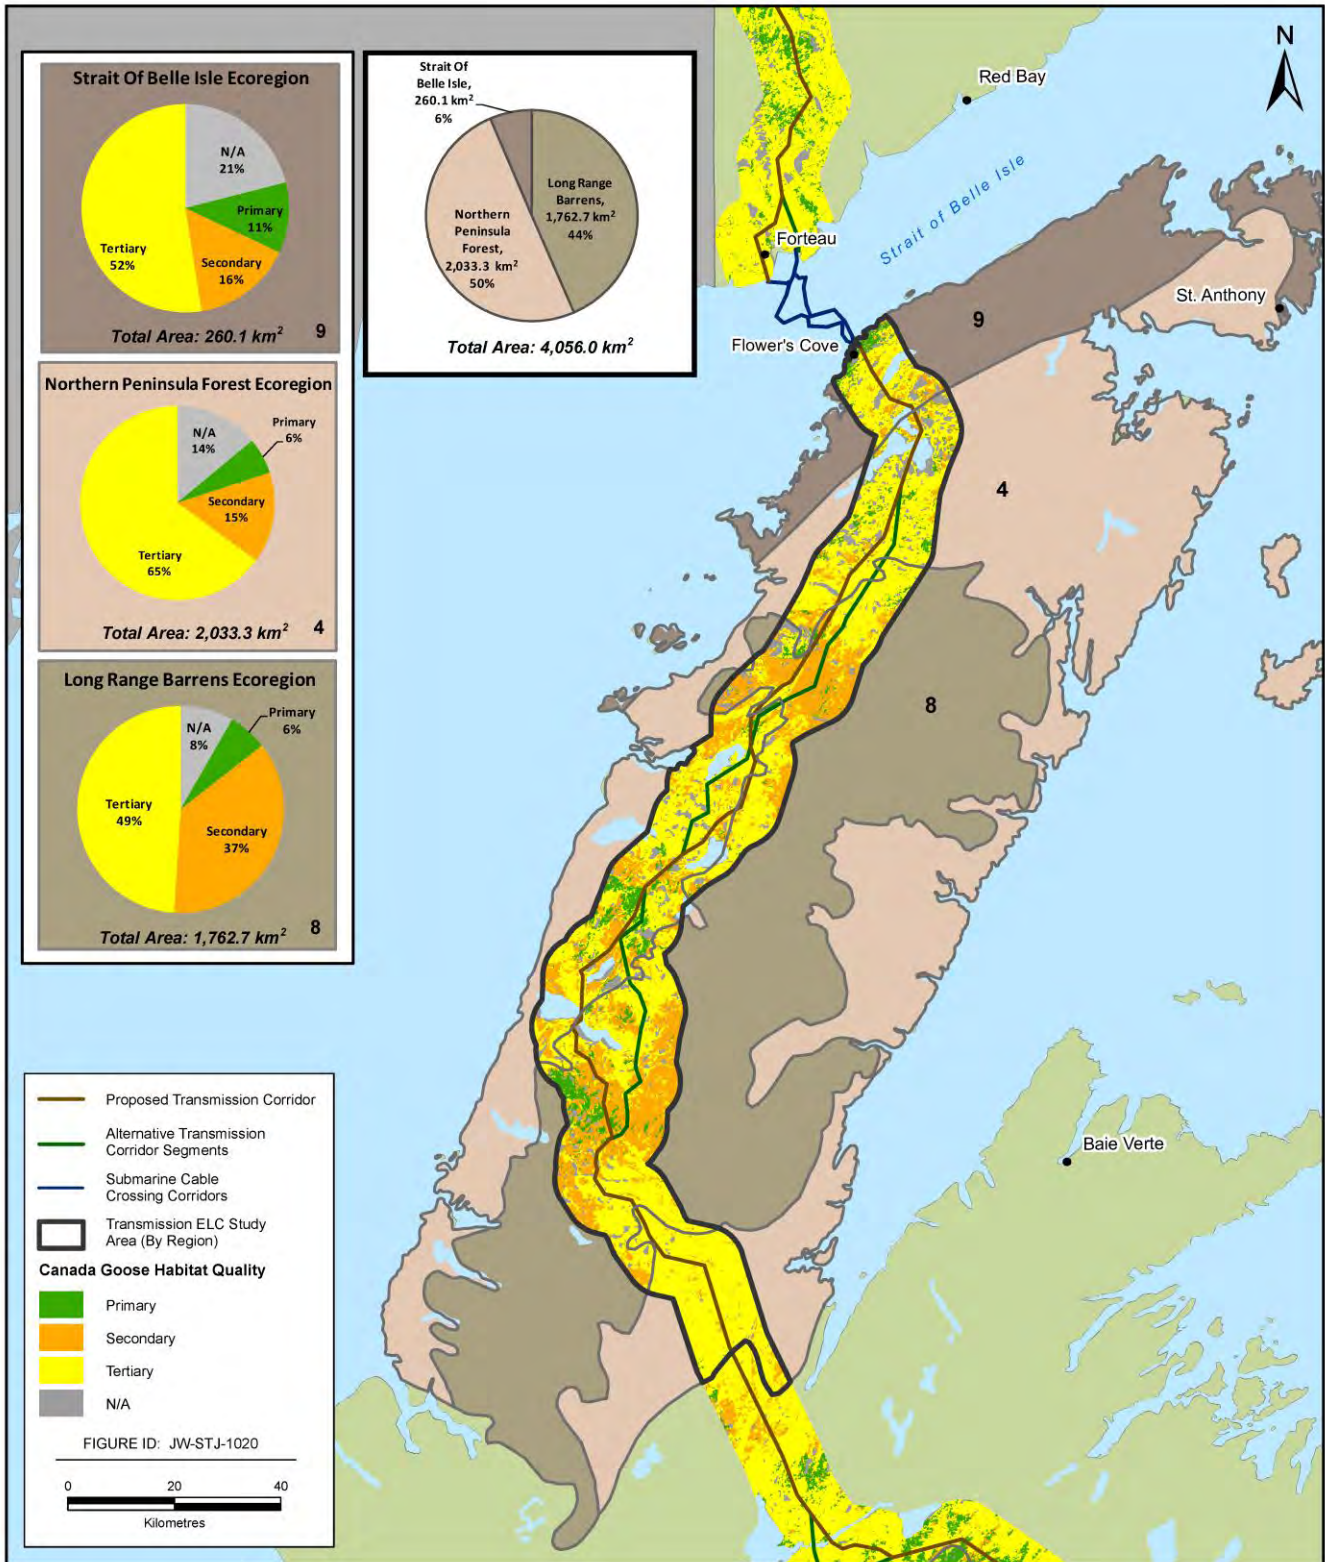 Strait Of Belle Isle Ecoregion
N/A
21%
Primary
11%
Secondary
16%
Tertiary
52%
Total Area: 260.1 km²
9
Northern Peninsula Forest Ecoregion
N/A
14%
Primary
6%
Secondary
15%
Tertiary
65%
Total Area: 2,033.3 km²
4
Long Range Barrens Ecoregion
N/A
8%
Primary
6%
Secondary
37%
Tertiary
49%
Total Area: 1,762.7 km²
8
Strait Of
Belle Isle,
260.1 km²
6%
Long Range
Barrens,
1,762.7 km²
44%
Northern
Peninsula
Forest,
2,033.3 km²
50%
Total Area: 4,056.0 km²
N
Red Bay
Strait of Belle Isle
Forteau
St. Anthony
Flower's Cove
9
4
8
Baie Verte
Proposed Transmission Corridor
Alternative Transmission
Corridor Segments
Submarine Cable
Crossing Corridors
Transmission ELC Study
Area (By Region)
Canada Goose Habitat Quality
Primary
Secondary
Tertiary
N/A
FIGURE ID: JW-STJ-1020
0 20 40
Kilometres